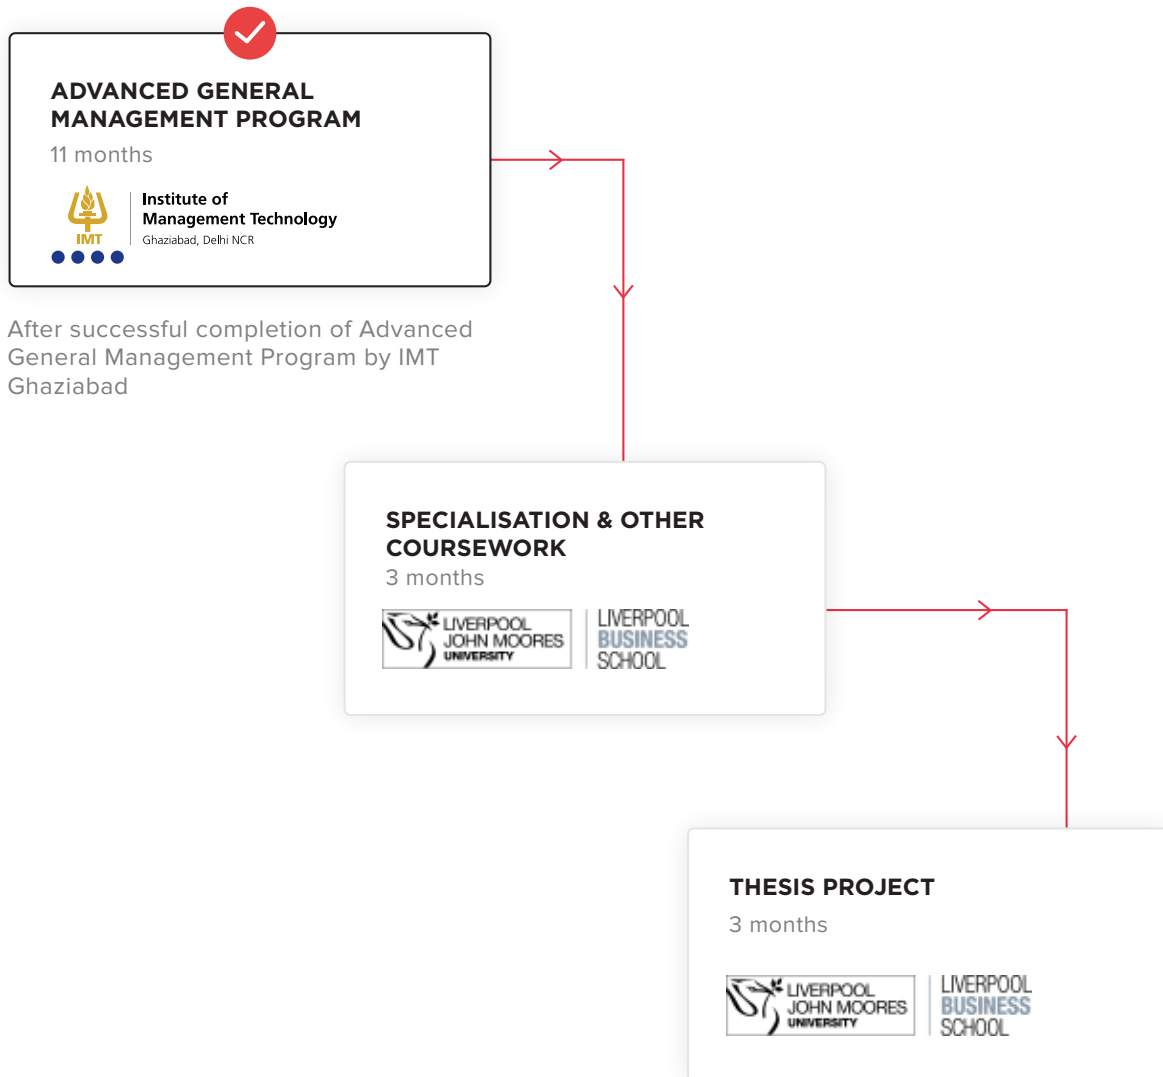 ADVANCED GENERAL
MANAGEMENT PROGRAM
11 months
IMT
Institute of
Management Technology
Ghaziabad, Delhi NCR
After successful completion of Advanced
General Management Program by IMT
Ghaziabad
SPECIALISATION & OTHER
COURSEWORK
3 months
LIVERPOOL
JOHN MOORES
UNIVERSITY
LIVERPOOL
BUSINESS
SCHOOL
THESIS PROJECT
3 months
LIVERPOOL
JOHN MOORES
UNIVERSITY
LIVERPOOL
BUSINESS
SCHOOL